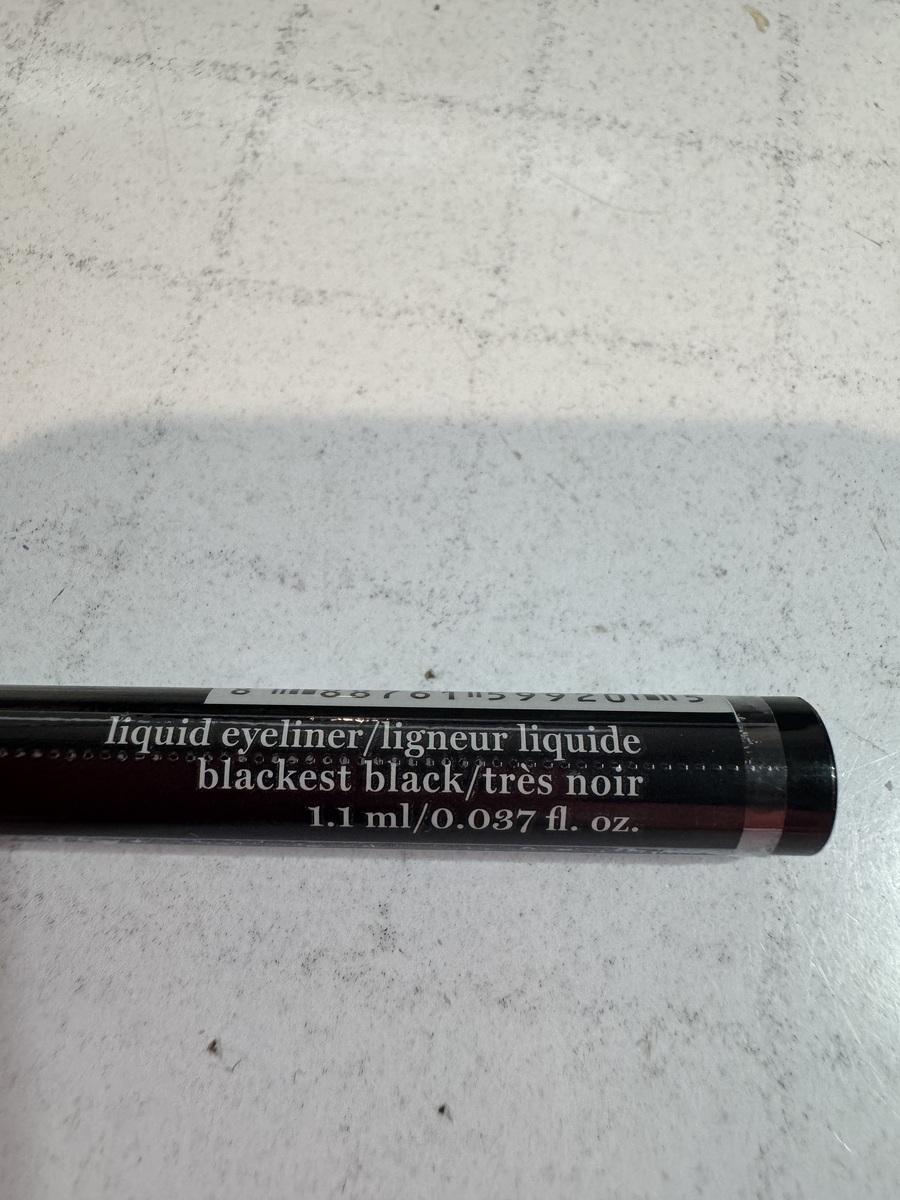 liquid eyeliner/ligneur liquide
blackest black/très noir
1.1 ml/0.037 fl. oz.